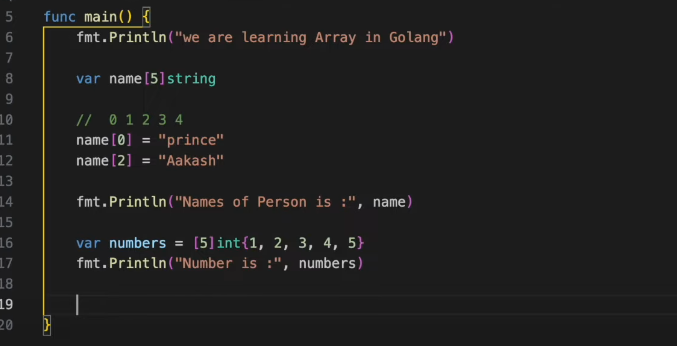 5 func main() {
6 fmt.Println("we are learning Array in Golang")
7
8 var name[5]string
9
10 // 0 1 2 3 4
11 name[0] = "prince"
12 name[2] = "Aakash"
13
14 fmt.Println("Names of Person is :", name)
15
16 var numbers = [5]int{1, 2, 3, 4, 5}
17 fmt.Println("Number is :", numbers)
18
19
20 }